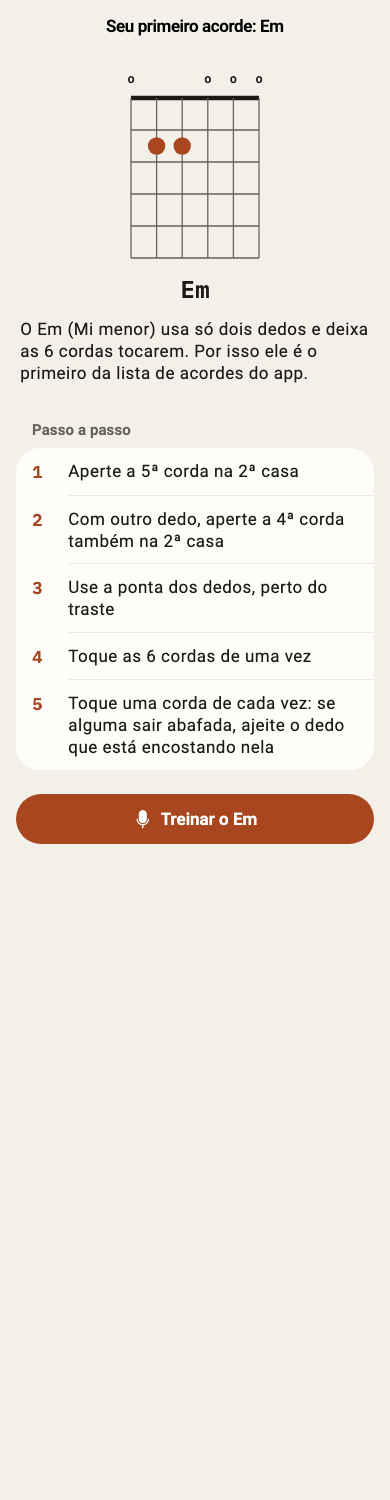 Seu primeiro acorde: Em
o o o o
Em
O Em (Mi menor) usa só dois dedos e deixa
as 6 cordas tocarem. Por isso ele é o
primeiro da lista de acordes do app.
Passo a passo
1 Aperte a 5ª corda na 2ª casa
2 Com outro dedo, aperte a 4ª corda
também na 2ª casa
3 Use a ponta dos dedos, perto do
traste
4 Toque as 6 cordas de uma vez
5 Toque uma corda de cada vez: se
alguma sair abafada, ajeite o dedo
que está encostando nela
Treinar o Em